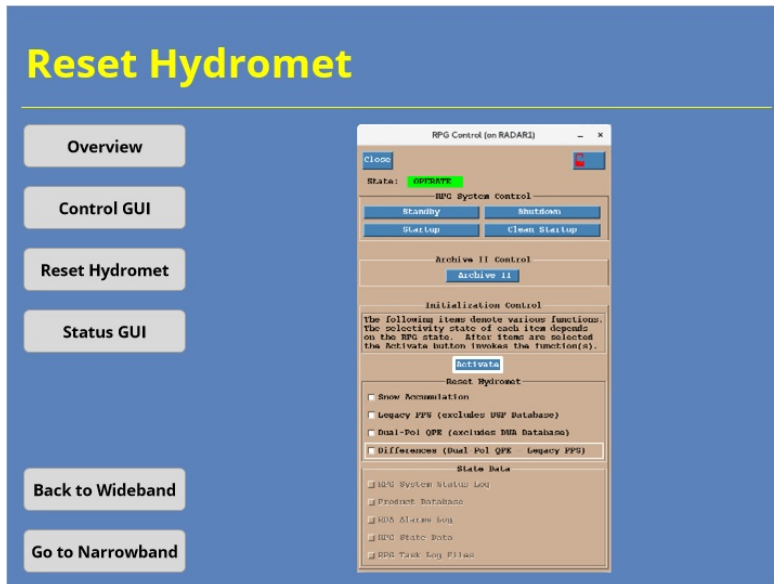 Reset Hydromet
Overview
Control GUI
Reset Hydromet
Status GUI
Back to Wideband
Go to Narrowband
RPG Control (on RADAR1)
Close
State: OPERATE
RPG System Control
Standby Shutdown
Startup Clean Startup
Archive II Control
Archive II
Initialization Control
The following items denote various functions.
The selectivity state of each item depends
on the RPG state. After items are selected
the Activate button invokes the function(s).
Activate
Reset Hydromet
Snow Accumulation
Legacy PPS (excludes USP Database)
Dual-Pol QPE (excludes DUA Database)
Differences (Dual Pol QPE - Legacy PPS)
State Data
RPG System Status Log
Product Database
RDA Alarms Log
RPG State Data
RPG Task Log Files